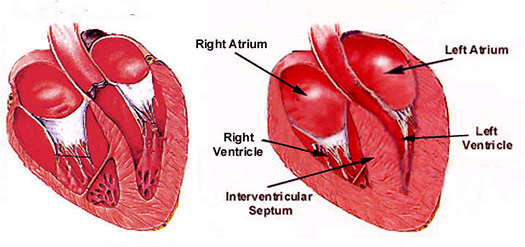 Right Atrium
Left Atrium
Right
Ventricle
Left
Ventricle
Interventricular
Septum